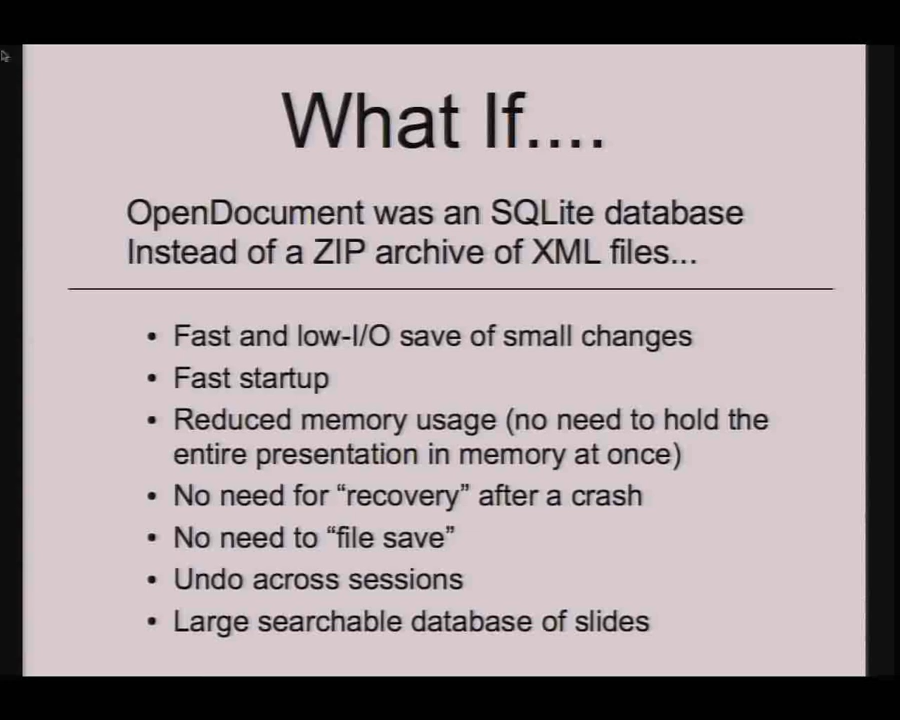 What If....
OpenDocument was an SQLite database
Instead of a ZIP archive of XML files...
• Fast and low-I/O save of small changes
• Fast startup
• Reduced memory usage (no need to hold the
entire presentation in memory at once)
• No need for “recovery” after a crash
• No need to “file save”
• Undo across sessions
• Large searchable database of slides